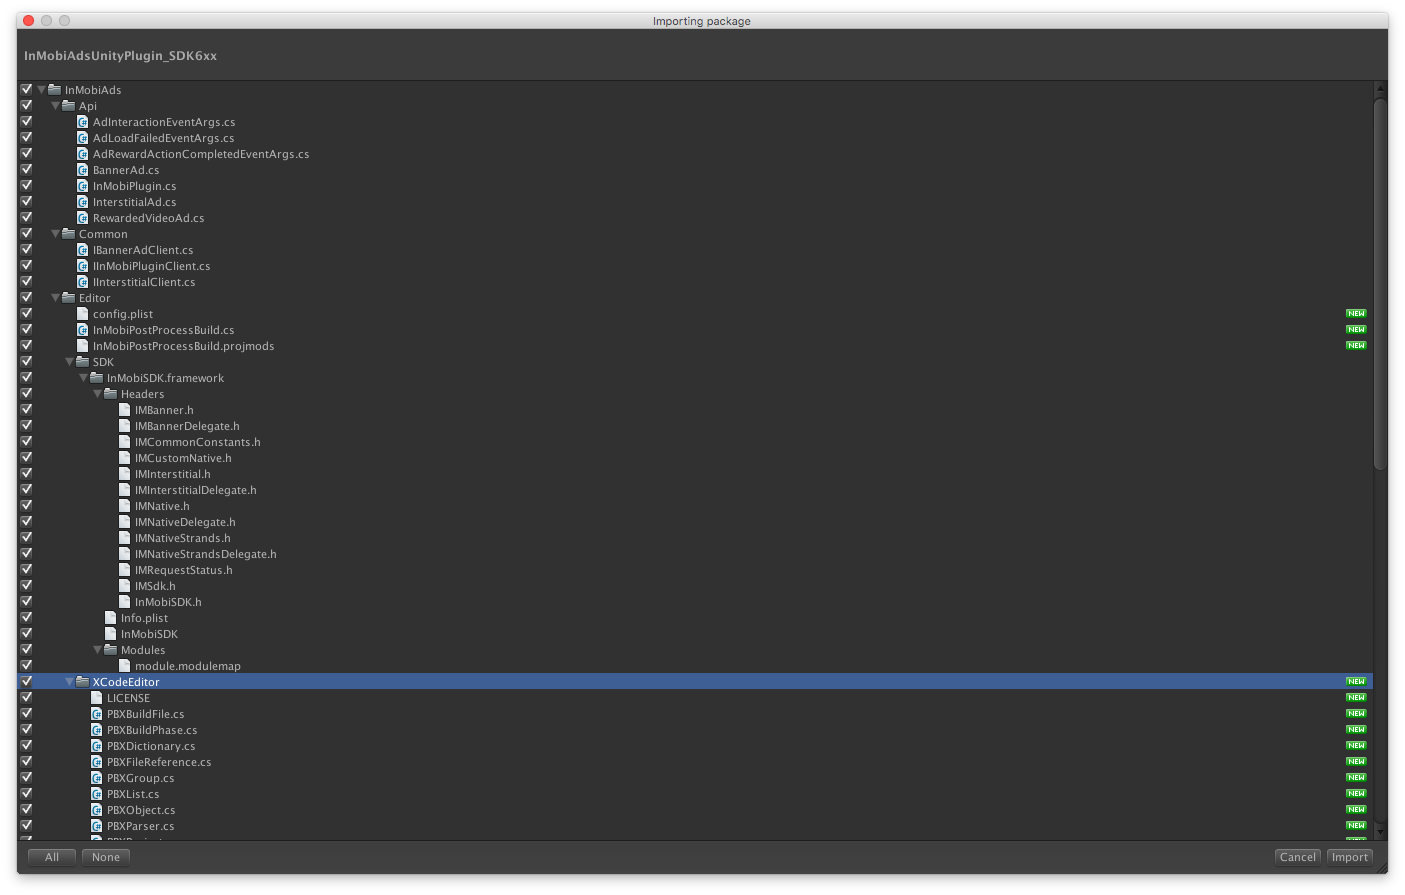 Importing package
InMobiAdsUnityPlugin_SDK6xx
InMobiAds
Api
AdInteractionEventArgs.cs
AdLoadFailedEventArgs.cs
AdRewardActionCompletedEventArgs.cs
BannerAd.cs
InMobiPlugin.cs
InterstitialAd.cs
RewardedVideoAd.cs
Common
IBannerAdClient.cs
IInMobiPluginClient.cs
IInterstitialClient.cs
Editor
config.plist NEW
InMobiPostProcessBuild.cs NEW
InMobiPostProcessBuild.projmods NEW
SDK
InMobiSDK.framework
Headers
IMBanner.h
IMBannerDelegate.h
IMCommonConstants.h
IMCustomNative.h
IMInterstitial.h
IMInterstitialDelegate.h
IMNative.h
IMNativeDelegate.h
IMNativeStrands.h
IMNativeStrandsDelegate.h
IMRequestStatus.h
IMSdk.h
InMobiSDK.h
Info.plist
InMobiSDK
Modules
module.modulemap
XCodeEditor NEW
LICENSE NEW
PBXBuildFile.cs NEW
PBXBuildPhase.cs NEW
PBXDictionary.cs NEW
PBXFileReference.cs NEW
PBXGroup.cs NEW
PBXList.cs NEW
PBXObject.cs NEW
PBXParser.cs NEW
All None Cancel Import